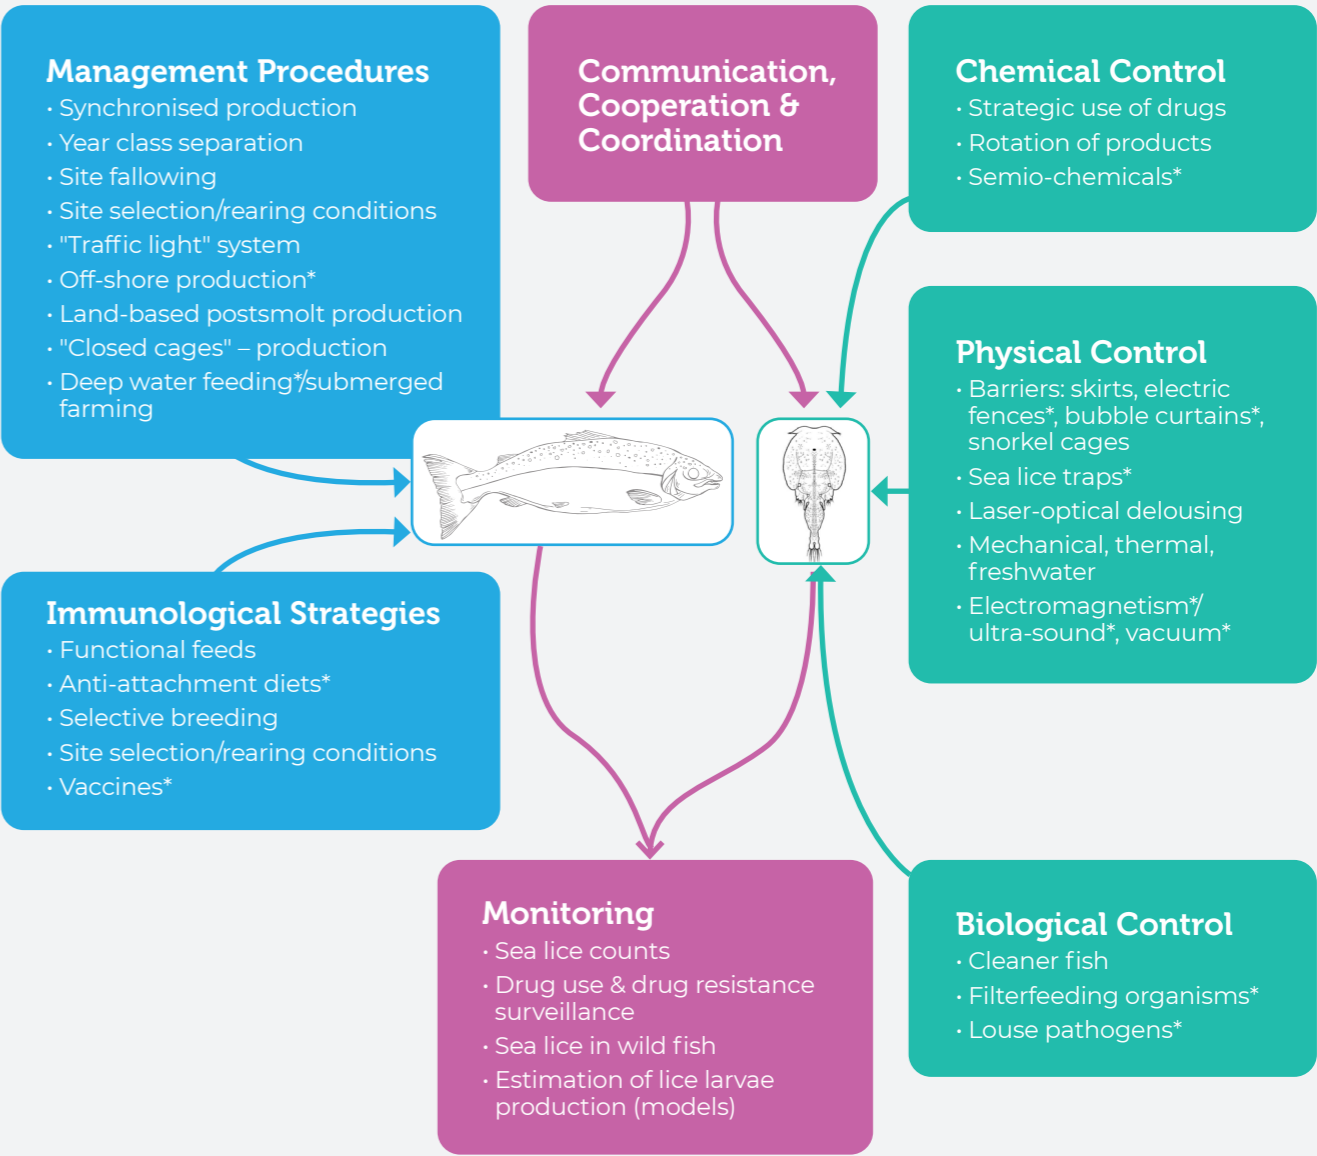 Management Procedures
· Synchronised production
· Year class separation
· Site fallowing
· Site selection/rearing conditions
· "Traffic light" system
· Off-shore production*
· Land-based postsmolt production
· "Closed cages" – production
· Deep water feeding*/submerged
farming
Communication,
Cooperation &
Coordination
Chemical Control
· Strategic use of drugs
· Rotation of products
· Semio-chemicals*
Physical Control
· Barriers: skirts, electric
fences*, bubble curtains*,
snorkel cages
· Sea lice traps*
· Laser-optical delousing
· Mechanical, thermal,
freshwater
· Electromagnetism*/
ultra-sound*, vacuum*
Immunological Strategies
· Functional feeds
· Anti-attachment diets*
· Selective breeding
· Site selection/rearing conditions
· Vaccines*
Monitoring
· Sea lice counts
· Drug use & drug resistance
surveillance
· Sea lice in wild fish
· Estimation of lice larvae
production (models)
Biological Control
· Cleaner fish
· Filterfeeding organisms*
· Louse pathogens*